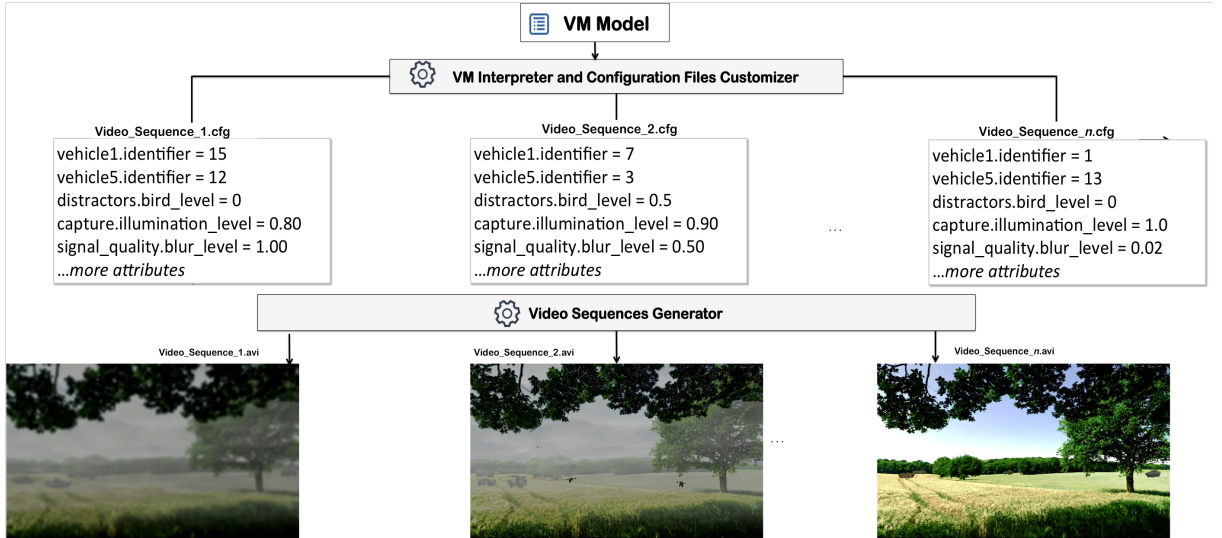 VM Model
VM Interpreter and Configuration Files Customizer
Video_Sequence_1.cfg
vehicle1.identifier = 15
vehicle5.identifier = 12
distractors.bird_level = 0
capture.illumination_level = 0.80
signal_quality.blur_level = 1.00
...more attributes
Video_Sequence_2.cfg
vehicle1.identifier = 7
vehicle5.identifier = 3
distractors.bird_level = 0.5
capture.illumination_level = 0.90
signal_quality.blur_level = 0.50
...more attributes
...
Video_Sequence_n.cfg
vehicle1.identifier = 1
vehicle5.identifier = 13
distractors.bird_level = 0
capture.illumination_level = 1.0
signal_quality.blur_level = 0.02
...more attributes
Video Sequences Generator
Video_Sequence_1.avi
Video_Sequence_2.avi
...
Video_Sequence_n.avi